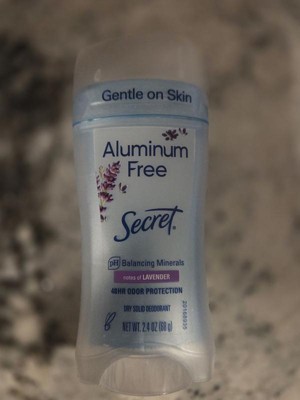 Gentle on Skin
Aluminum
Free
Secret
pH Balancing Minerals
notes of LAVENDER
48HR ODOR PROTECTION
DRY SOLID DEODORANT
NET WT. 2.4 OZ (68 g)